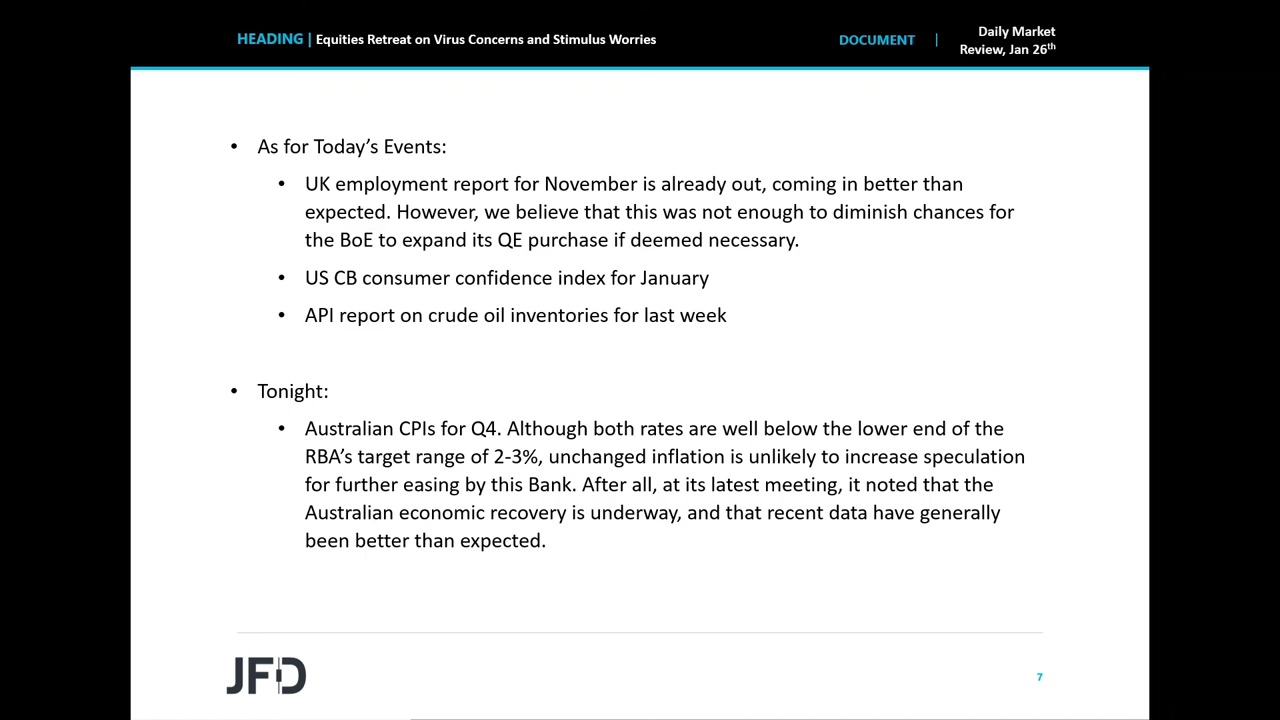 HEADING | Equities Retreat on Virus Concerns and Stimulus Worries
DOCUMENT | Daily Market
Review, Jan 26th
• As for Today’s Events:
• UK employment report for November is already out, coming in better than
expected. However, we believe that this was not enough to diminish chances for
the BoE to expand its QE purchase if deemed necessary.
• US CB consumer confidence index for January
• API report on crude oil inventories for last week
• Tonight:
• Australian CPIs for Q4. Although both rates are well below the lower end of the
RBA’s target range of 2-3%, unchanged inflation is unlikely to increase speculation
for further easing by this Bank. After all, at its latest meeting, it noted that the
Australian economic recovery is underway, and that recent data have generally
been better than expected.
JFD
7